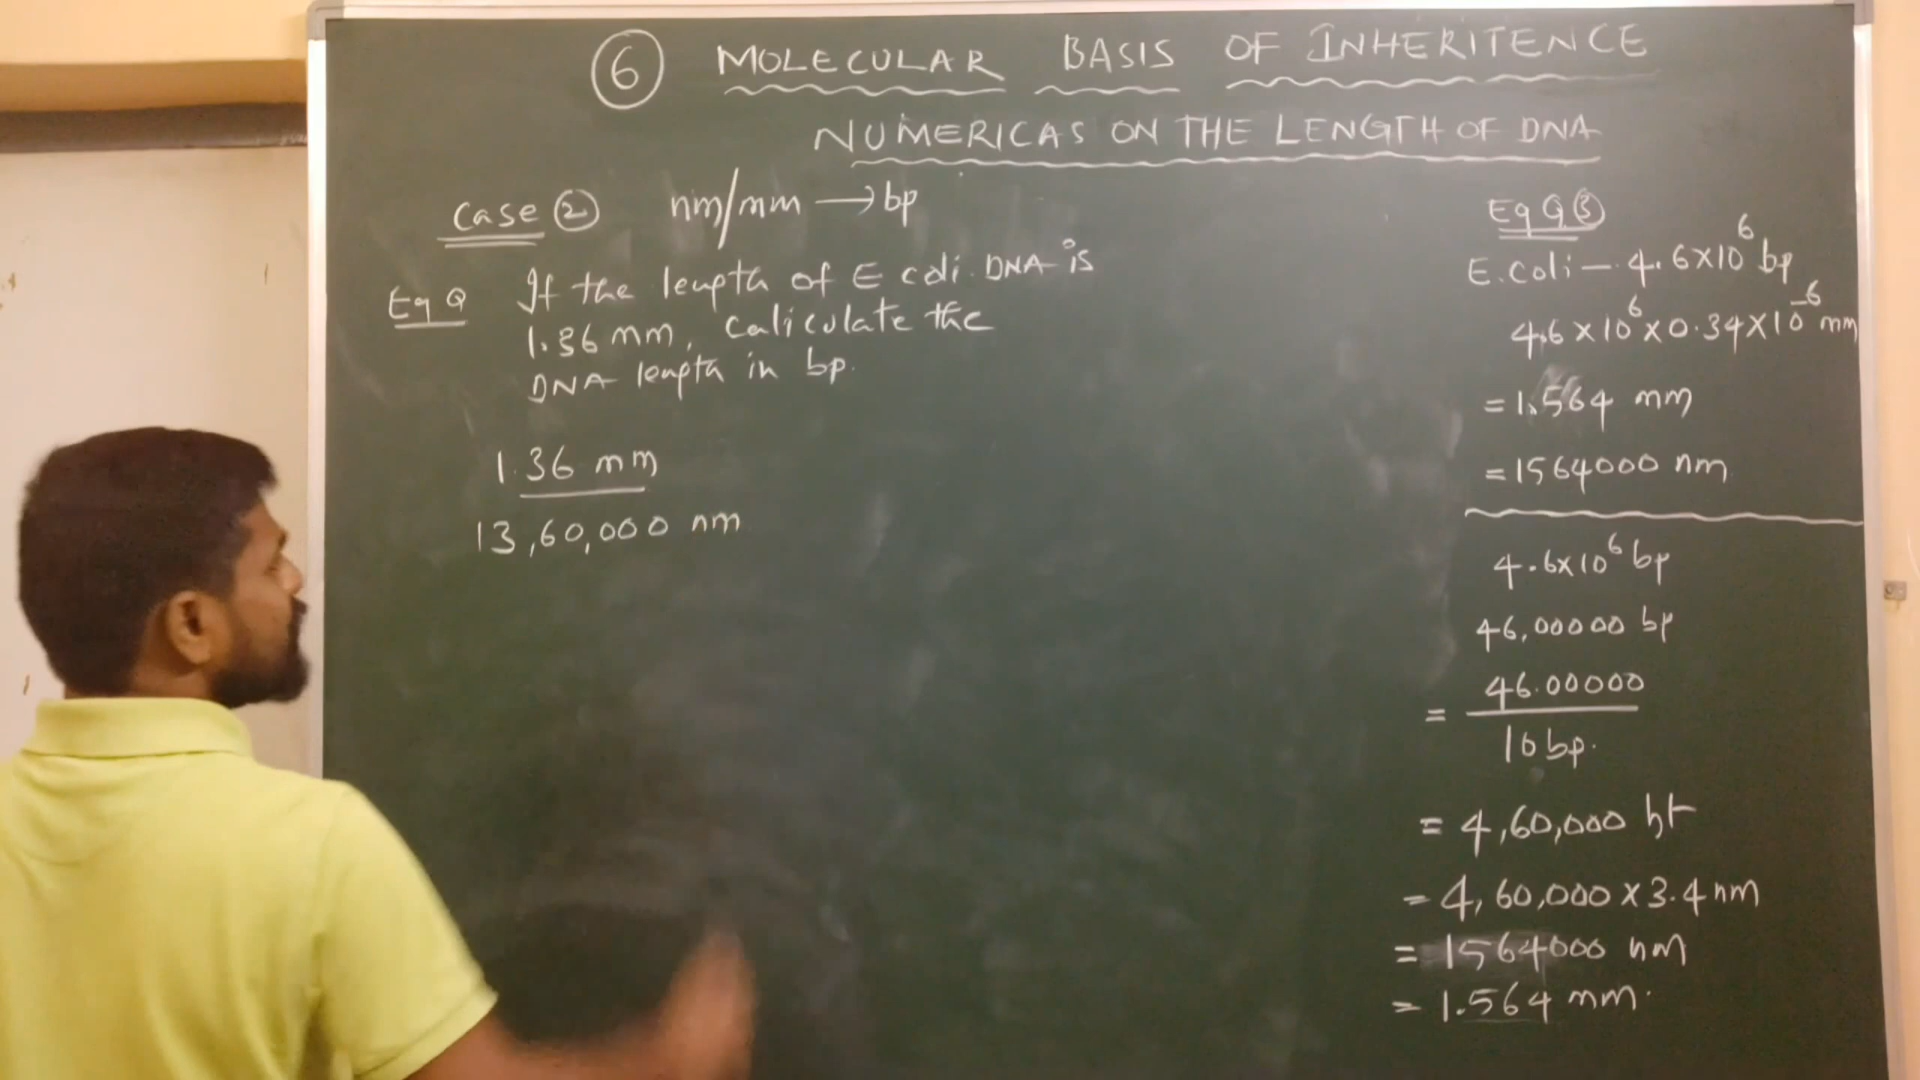 6 MOLECULAR BASIS OF INHERITENCE
NUMERICAS ON THE LENGTH OF DNA
Case 2 nm/mm → bp
Eg Q If the length of E coli DNA is
1.36 mm, caliculate the
DNA length in bp.
1.36 mm
13,60,000 nm
Eg Q 3
E.Coli – 4.6×10⁶ bp
4.6 × 10⁶ × 0.34 × 10⁻⁶ mm
= 1.564 mm
= 1564000 nm
4.6×10⁶ bp
46,00000 bp
= 46.00000
10 bp.
= 4,60,000 ht
= 4,60,000 × 3.4 nm
= 1564000 nm
= 1.564 mm.